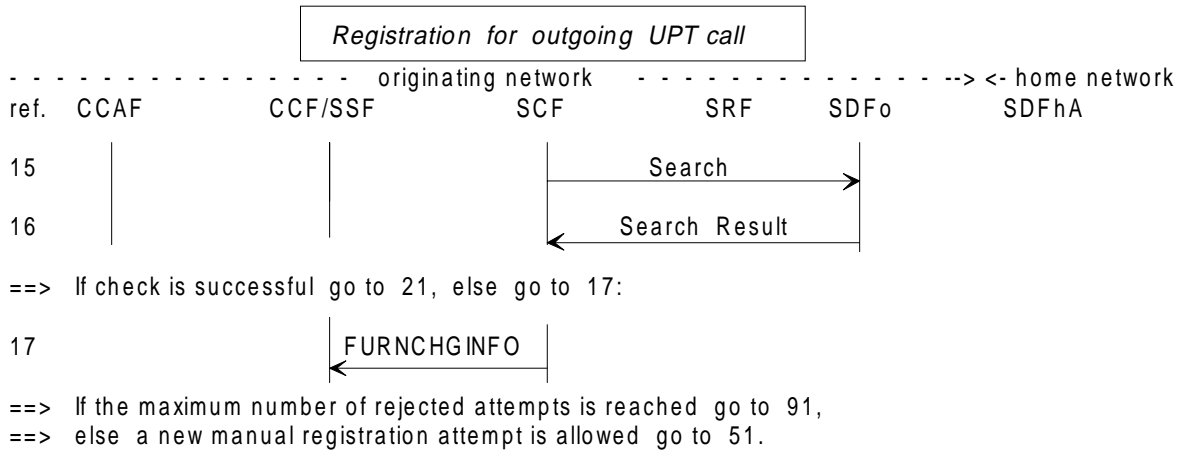 Registration for outgoing UPT call
- - - - - - - - - - - - - - - originating network - - - - - - - - - - - - - --> <- home network
ref. CCAF CCF/SSF SCF SRF SDFo SDFhA
15 Search
16 Search Result
==> If check is successful go to 21, else go to 17:
17 FURNCHGINFO
==> If the maximum number of rejected attempts is reached go to 91,
==> else a new manual registration attempt is allowed go to 51.